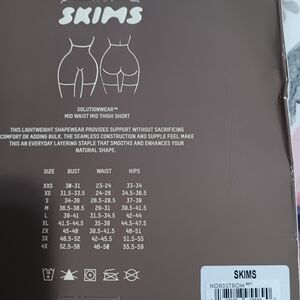 SKIMS
SOLUTIONWEAR™
MID WAIST MID THIGH SHORT
THIS LIGHTWEIGHT SHAPEWEAR PROVIDES SUPPORT WITHOUT SACRIFICING
COMFORT OR ADDING BULK. THE SEAMLESS CONSTRUCTION AND SUPPLE FEEL MAKE
THIS AN EVERYDAY LAYERING STAPLE THAT SMOOTHS AND ENHANCES YOUR
NATURAL SHAPE.
SIZE BUST WAIST HIPS
XXS 30-31 23-24 33-34
XS 31.5-33.5 24-26 34.5-36.5
S 34-36 26.5-28.5 37-39
M 36.5-38.5 29-31 39.5-41.5
L 39-41 31.5-34.5 42-44
XL 41.5-44.5 35-38 44.5-47.5
2X 45-48 38.5-41.5 48-51
3X 48.5-52 42-45.5 51.5-55
4X 52.5-56 46-50 55.5-59
SKIMS
NORDSTROM